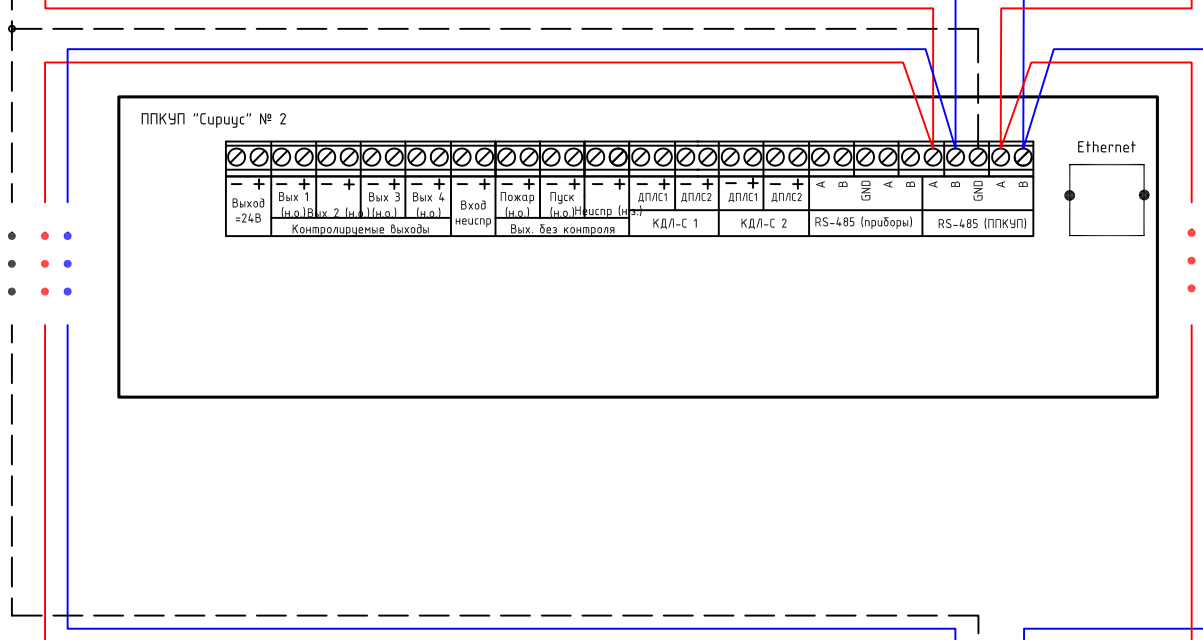 ППКУП "Сириус" № 2
Ethernet
− + − + − + − + − + − + − + − + − + − + − + − + − + A B GND A B A B GND A B
Выход =24В
Вых 1 (н.о.)
Вых 2 (н.о.)
Вых 3 (н.о.)
Вых 4 (н.о.)
Контролируемые выходы
Вход неиспр
Пожар (н.о.)
Пуск (н.о.)
Неиспр (н.з.)
Вых. без контроля
ДПЛС1 ДПЛС2
КДЛ-С 1
ДПЛС1 ДПЛС2
КДЛ-С 2
RS-485 (приборы)
RS-485 (ППКУП)